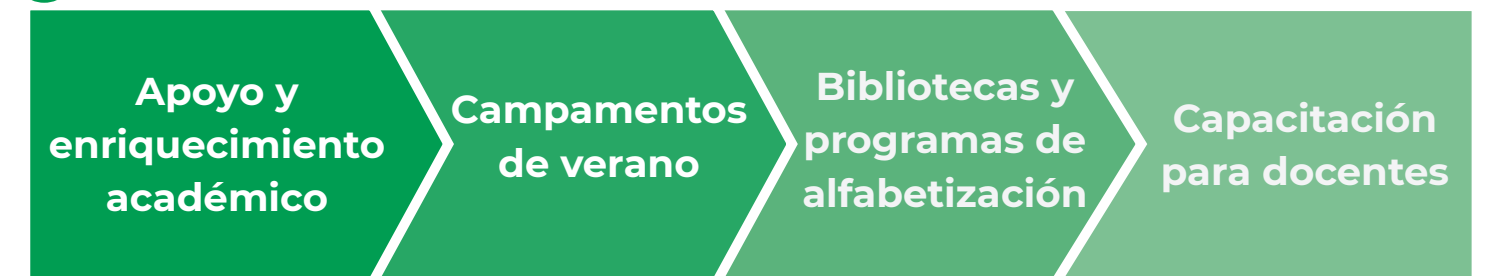 Apoyo y
enriquecimiento
académico
Campamentos
de verano
Bibliotecas y
programas de
alfabetización
Capacitación
para docentes